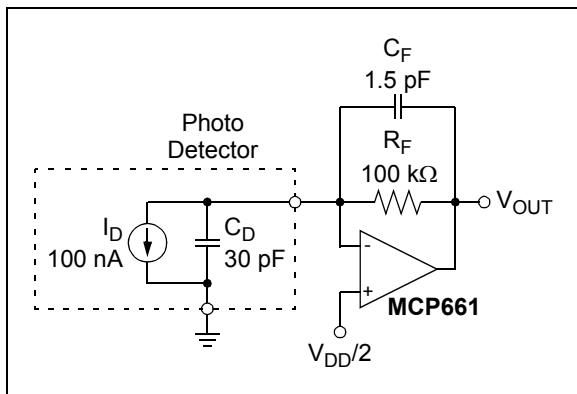 C_F
1.5 pF
Photo
Detector
R_F
100 kΩ
V_OUT
I_D
100 nA
C_D
30 pF
-
+
MCP661
V_DD/2